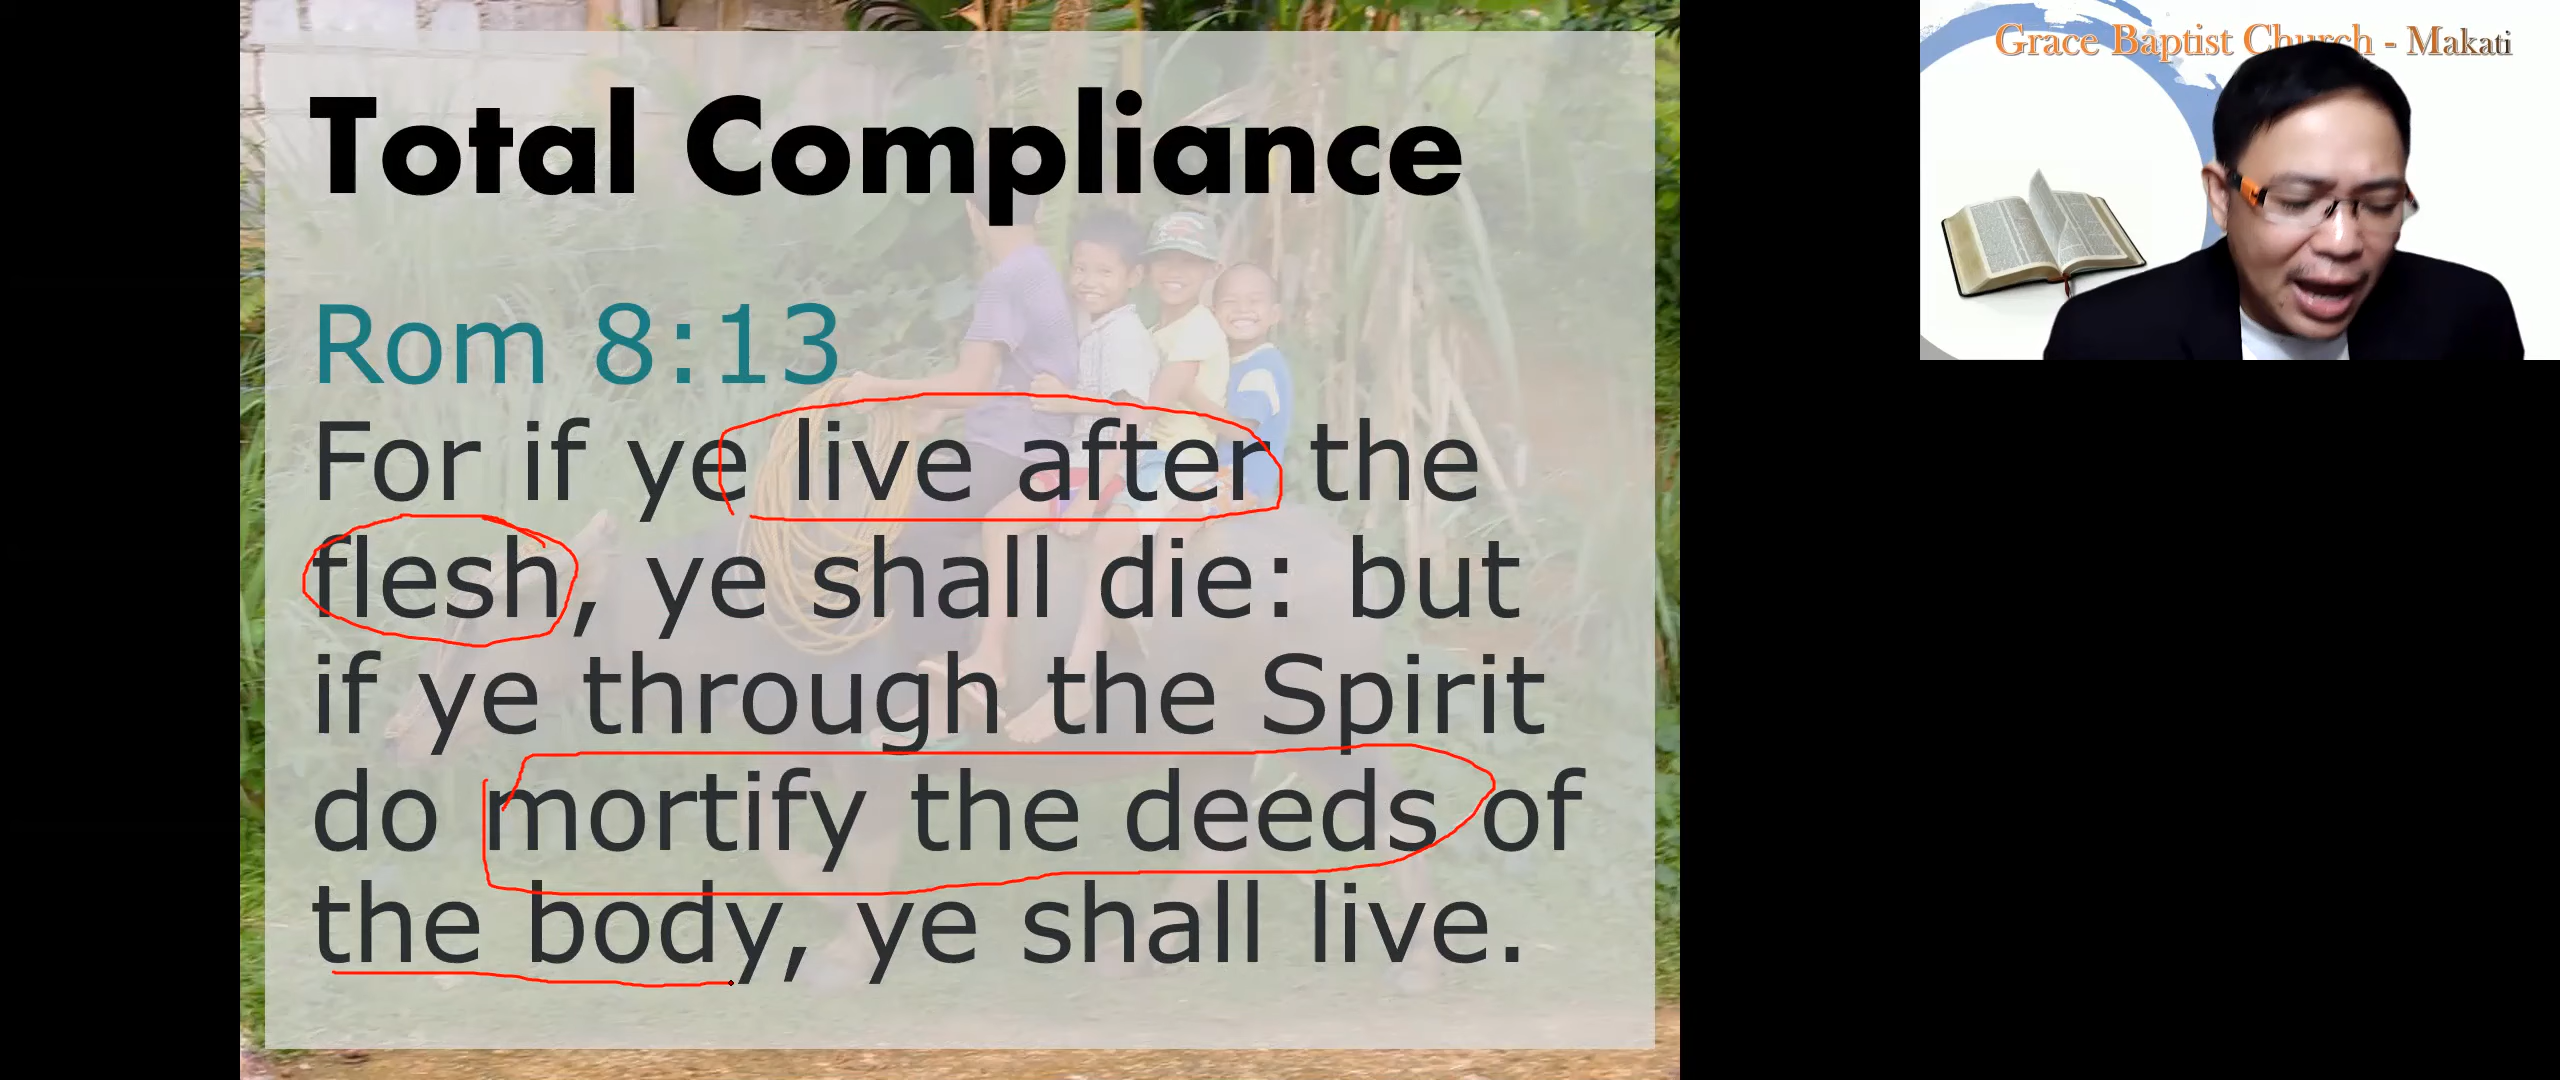 Total Compliance
Rom 8:13
For if ye live after the
flesh, ye shall die: but
if ye through the Spirit
do mortify the deeds of
the body, ye shall live.
Grace Baptist Church - Makati